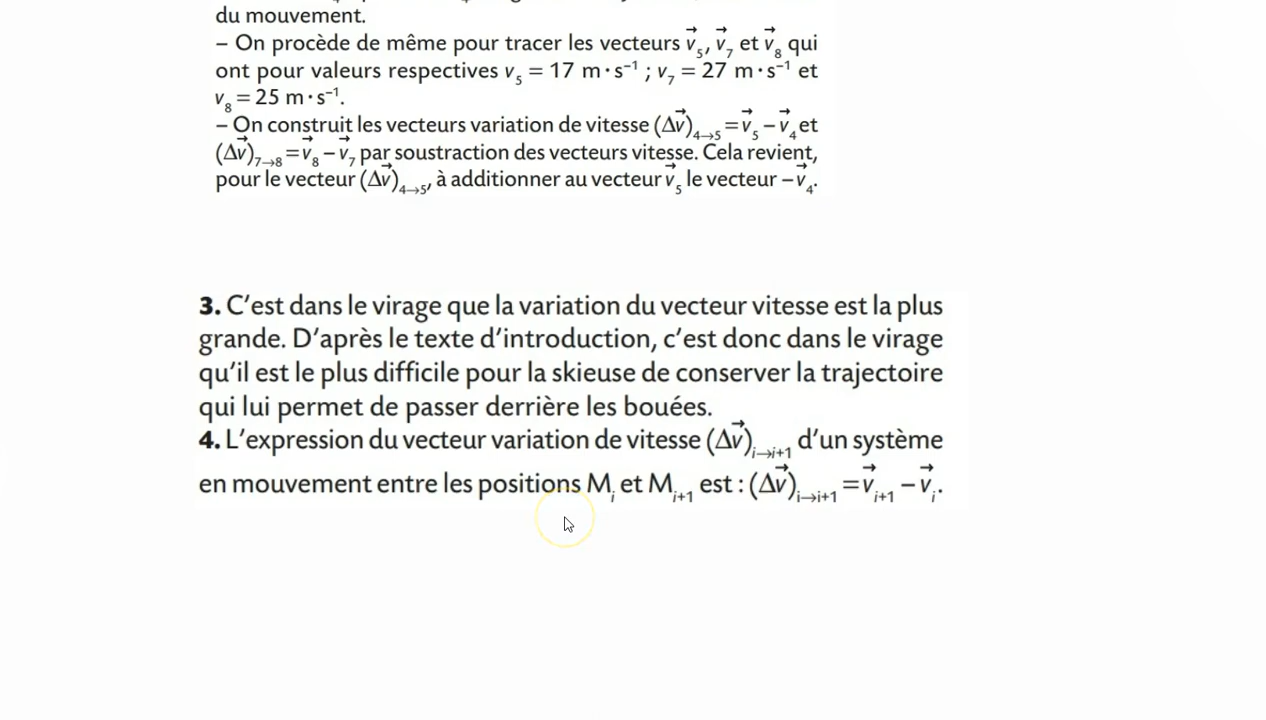 du mouvement.
– On procède de même pour tracer les vecteurs v⃗₅, v⃗₇ et v⃗₈ qui
ont pour valeurs respectives v₅ = 17 m·s⁻¹ ; v₇ = 27 m·s⁻¹ et
v₈ = 25 m·s⁻¹.
– On construit les vecteurs variation de vitesse (Δv⃗)₄→₅ = v⃗₅ – v⃗₄ et
(Δv⃗)₇→₈ = v⃗₈ – v⃗₇ par soustraction des vecteurs vitesse. Cela revient,
pour le vecteur (Δv⃗)₄→₅, à additionner au vecteur v⃗₅ le vecteur – v⃗₄.
3. C'est dans le virage que la variation du vecteur vitesse est la plus
grande. D'après le texte d'introduction, c'est donc dans le virage
qu'il est le plus difficile pour la skieuse de conserver la trajectoire
qui lui permet de passer derrière les bouées.
4. L'expression du vecteur variation de vitesse (Δv⃗)ᵢ→ᵢ₊₁ d'un système
en mouvement entre les positions Mᵢ et Mᵢ₊₁ est : (Δv⃗)ᵢ→ᵢ₊₁ = v⃗ᵢ₊₁ – v⃗ᵢ.